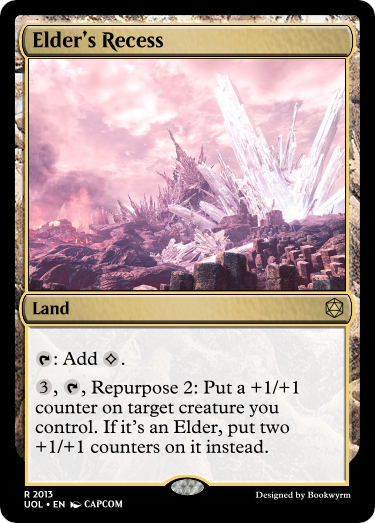 Elder's Recess
Land
: Add .
3, , Repurpose 2: Put a +1/+1
counter on target creature you
control. If it's an Elder, put two
+1/+1 counters on it instead.
R 2013
UOL • EN CAPCOM
Designed by Bookwyrm